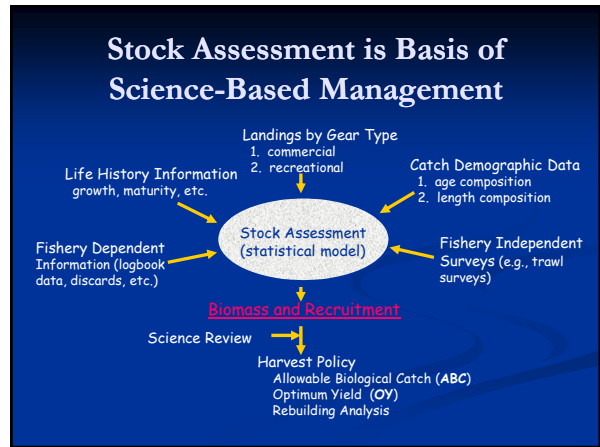 Stock Assessment is Basis of
Science-Based Management
Landings by Gear Type
1. commercial
2. recreational
Life History Information
growth, maturity, etc.
Catch Demographic Data
1. age composition
2. length composition
Stock Assessment
(statistical model)
Fishery Dependent
Information (logbook
data, discards, etc.)
Fishery Independent
Surveys (e.g., trawl
surveys)
Biomass and Recruitment
Science Review
Harvest Policy
Allowable Biological Catch (ABC)
Optimum Yield (OY)
Rebuilding Analysis